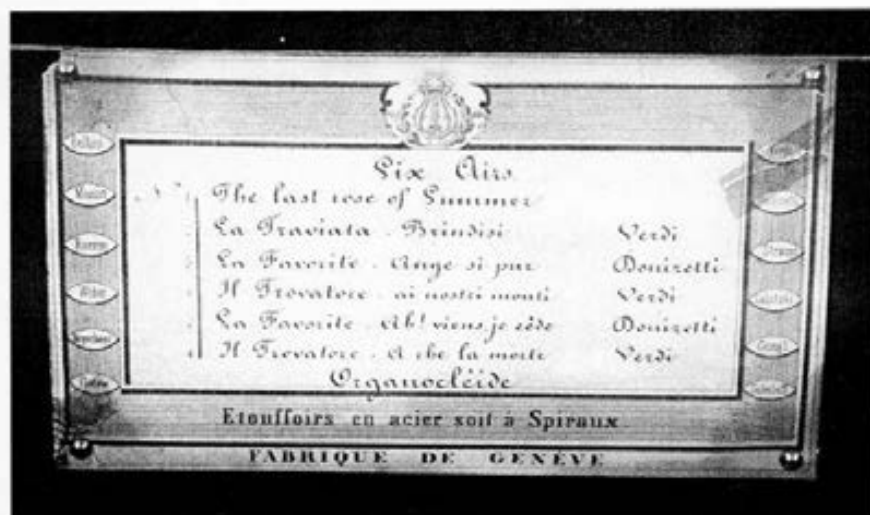 Six Airs.
The last rose of Summer
La Traviata . Brindisi Verdi
La Favorite . Ange si pur Donizetti
Il Trovatore . ai nostri monti Verdi
La Favorite . Ah! viens, je cède Donizetti
Il Trovatore . A che la morte Verdi
Organocléide
Etouffoirs en acier soit à Spiraux
FABRIQUE DE GENÈVE